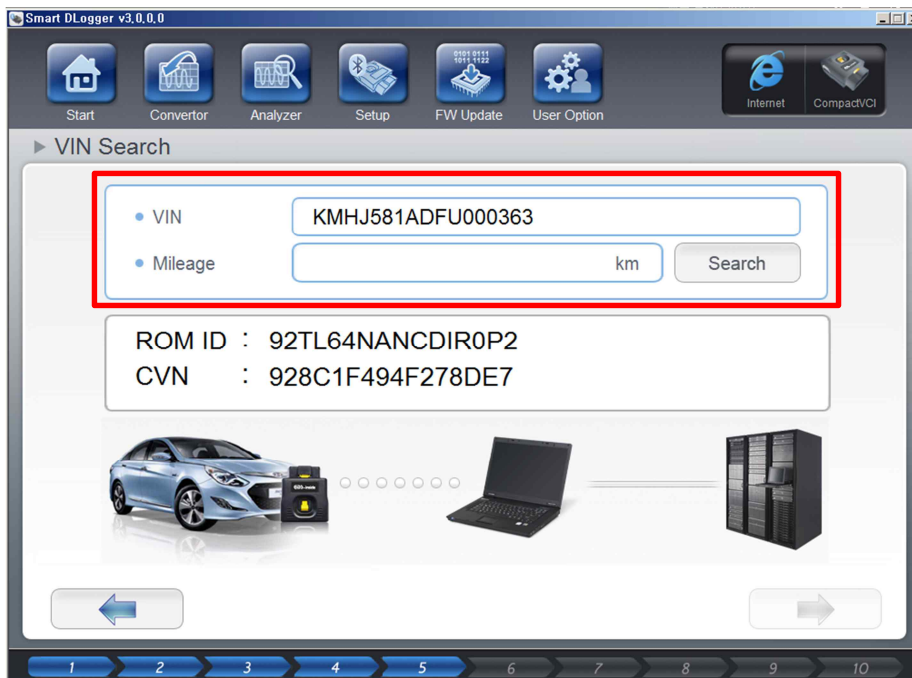 Smart DLogger v3,0,0,0
0101 0111
1011 1122
Start
Convertor
Analyzer
Setup
FW Update
User Option
Internet
CompactVCI
VIN Search
VIN
KMHJ581ADFU000363
Mileage
km
Search
ROM ID : 92TL64NANCDIR0P2
CVN : 928C1F494F278DE7
1 2 3 4 5 6 7 8 9 10